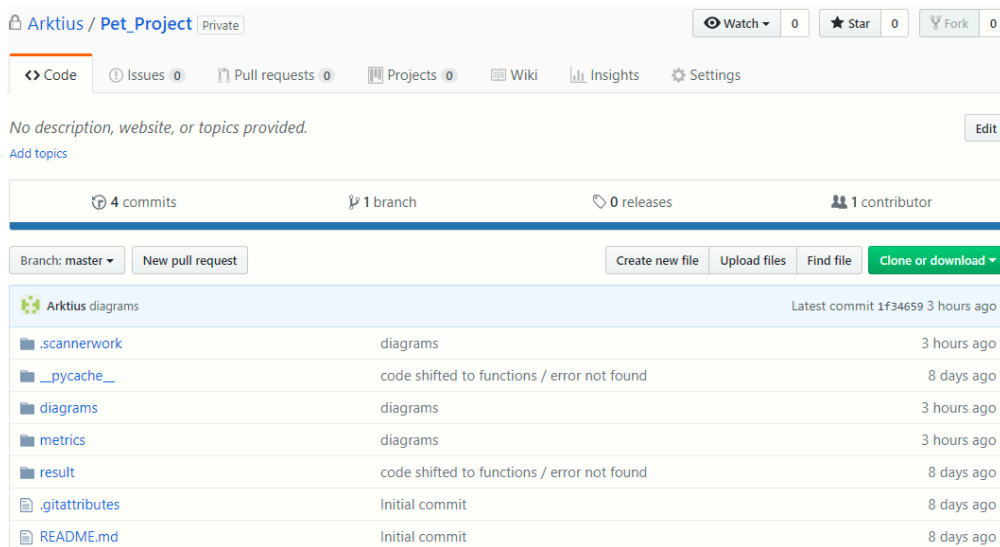 Arktius / Pet_Project Private Watch 0 Star 0 Fork 0
Code Issues 0 Pull requests 0 Projects 0 Wiki Insights Settings
No description, website, or topics provided. Edit
Add topics
4 commits 1 branch 0 releases 1 contributor
Branch: master New pull request Create new file Upload files Find file Clone or download
Arktius diagrams Latest commit 1f34659 3 hours ago
.scannerwork diagrams 3 hours ago
__pycache__ code shifted to functions / error not found 8 days ago
diagrams diagrams 3 hours ago
metrics diagrams 3 hours ago
result code shifted to functions / error not found 8 days ago
.gitattributes Initial commit 8 days ago
README.md Initial commit 8 days ago